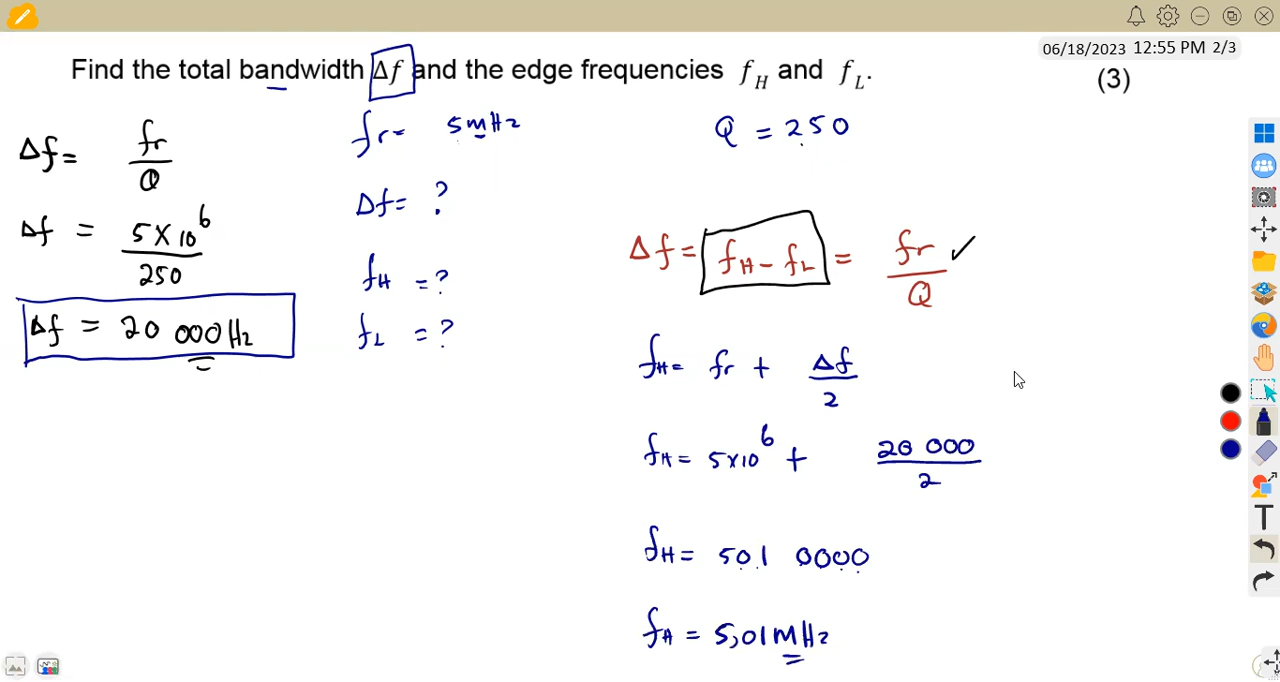 06/18/2023 12:55 PM 2/3
Find the total bandwidth Δf and the edge frequencies f_H and f_L.
(3)
Δf = fr/Q
Δf = 5×10^6/250
Δf = 20 000 Hz
fr = 5mHz
Δf = ?
fH = ?
fL = ?
Q = 250
Δf = fH - fL = fr/Q ✓
fH = fr + Δf/2
fH = 5×10^6 + 20 000/2
fH = 501 0000
fH = 5,01mHz
T